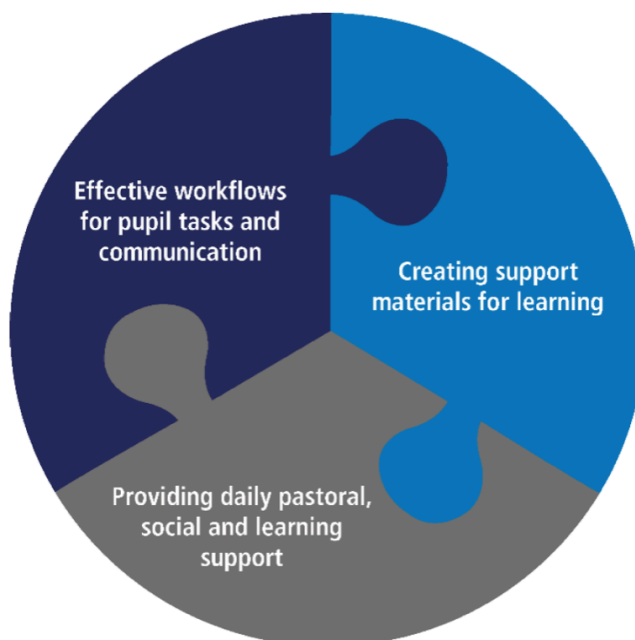 Effective workflows
for pupil tasks and
communication
Creating support
materials for learning
Providing daily pastoral,
social and learning
support